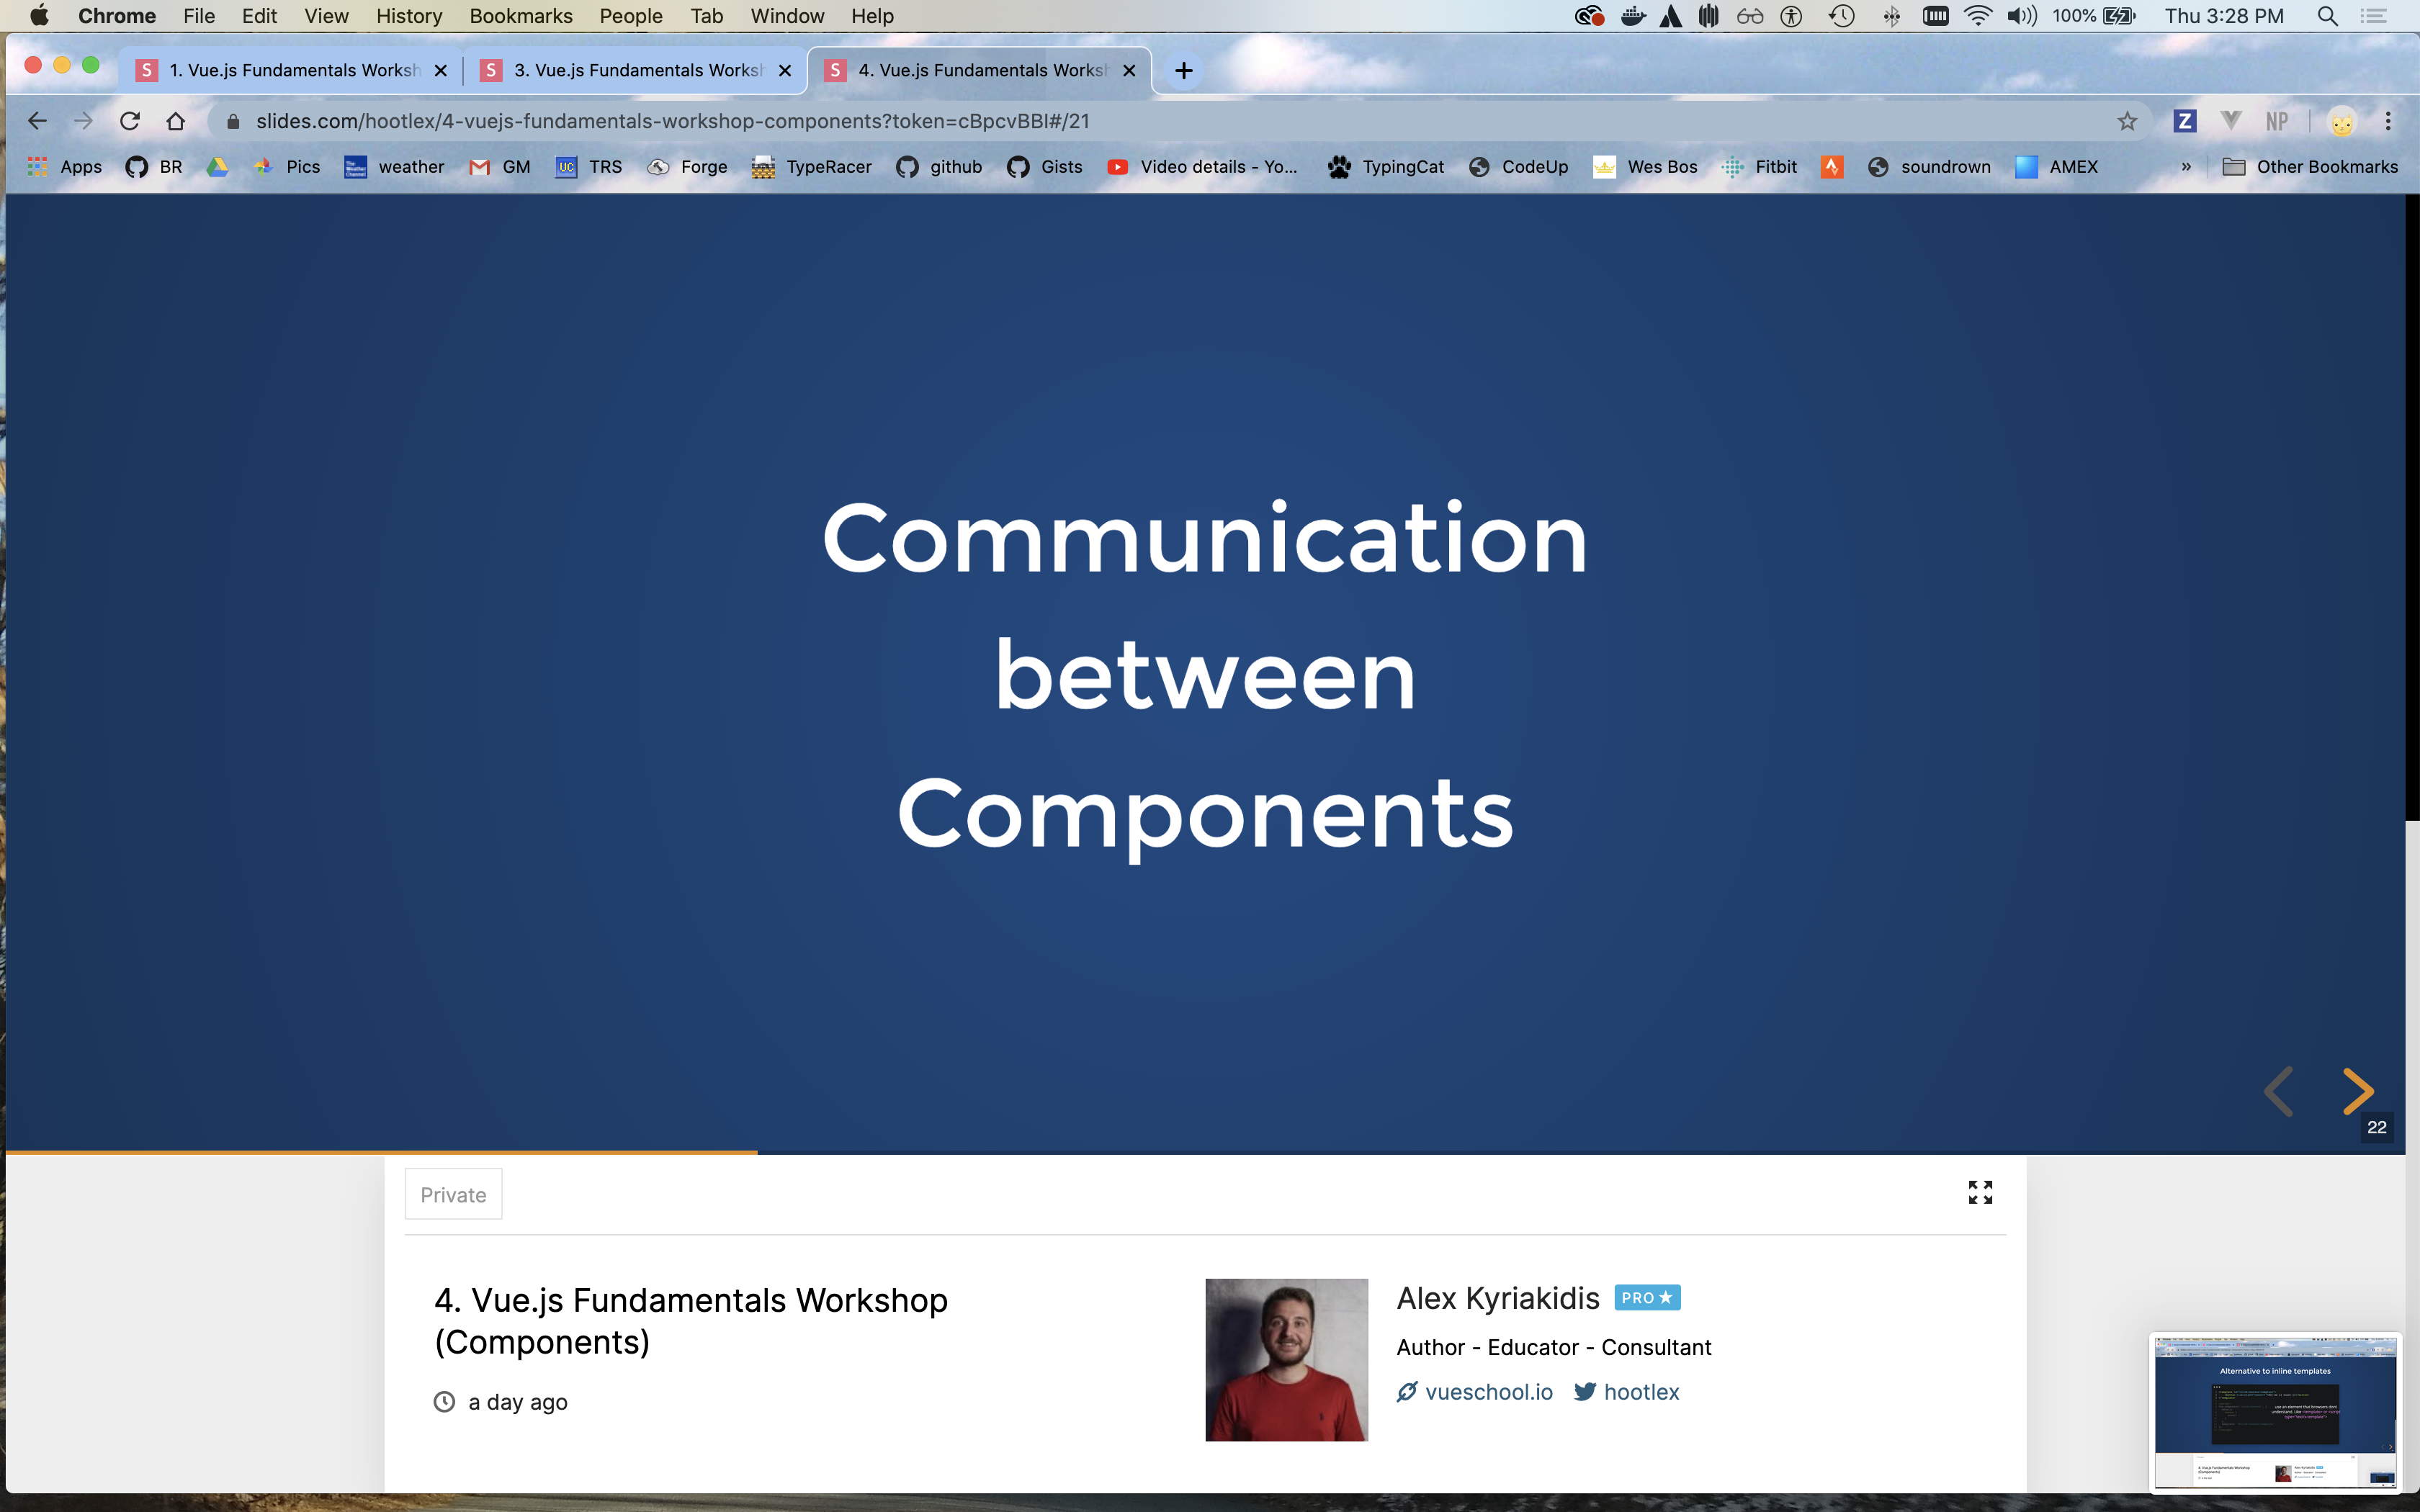 Chrome File Edit View History Bookmarks People Tab Window Help 100% Thu 3:28 PM
S 1. Vue.js Fundamentals Worksh S 3. Vue.js Fundamentals Worksh S 4. Vue.js Fundamentals Worksh
slides.com/hootlex/4-vuejs-fundamentals-workshop-components?token=cBpcvBBI#/21 Z NP
Apps BR Pics weather GM UC TRS Forge TypeRacer github Gists Video details - Yo... TypingCat CodeUp Wes Bos Fitbit soundrown AMEX » Other Bookmarks
Communication
between
Components
22
Private
4. Vue.js Fundamentals Workshop
(Components)
a day ago
Alex Kyriakidis PRO
Author - Educator - Consultant
vueschool.io hootlex
Alternative to inline templates